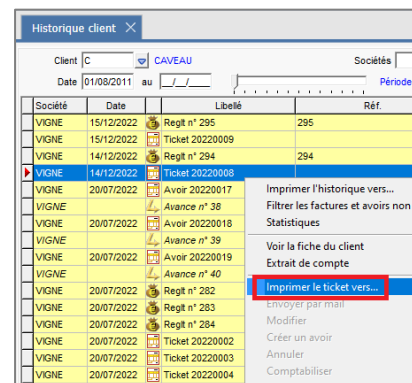 Historique client ×
Client C CAVEAU Sociétés
Date 01/08/2011 au _/_/__ Période
Société Date Libellé Réf.
VIGNE 15/12/2022 Reglt n° 295 295
VIGNE 15/12/2022 Ticket 20220009
VIGNE 14/12/2022 Reglt n° 294 294
VIGNE 14/12/2022 Ticket 20220008
VIGNE 20/07/2022 Avoir 20220017
VIGNE Avance n° 38
VIGNE 20/07/2022 Avoir 20220018
VIGNE Avance n° 39
VIGNE 20/07/2022 Avoir 20220019
VIGNE Avance n° 40
VIGNE 20/07/2022 Reglt n° 282
VIGNE 20/07/2022 Reglt n° 283
VIGNE 20/07/2022 Reglt n° 284
VIGNE 20/07/2022 Ticket 20220002
VIGNE 20/07/2022 Ticket 20220003
VIGNE 20/07/2022 Ticket 20220004
Imprimer l'historique vers...
Filtrer les factures et avoirs non
Statistiques
Voir la fiche du client
Extrait de compte
Imprimer le ticket vers...
Envoyer par mail
Modifier
Créer un avoir
Annuler
Comptabiliser